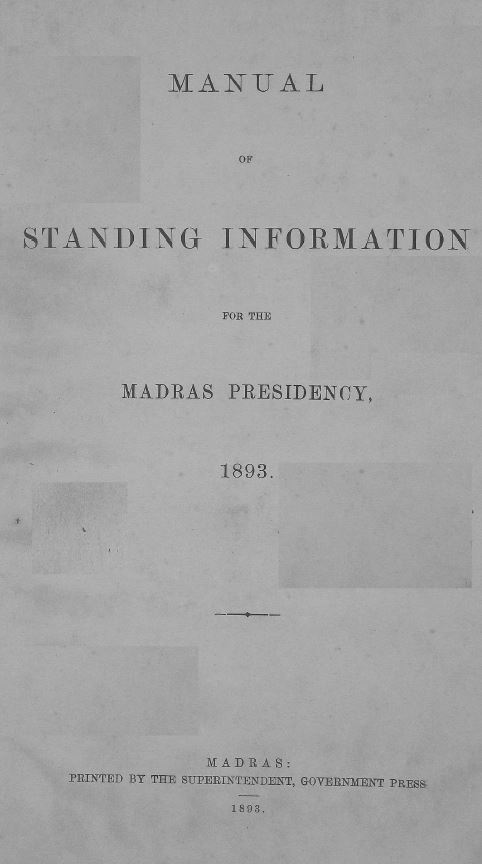 MANUAL
OF
STANDING INFORMATION
FOR THE
MADRAS PRESIDENCY,
1893.
MADRAS:
PRINTED BY THE SUPERINTENDENT, GOVERNMENT PRESS
1893.